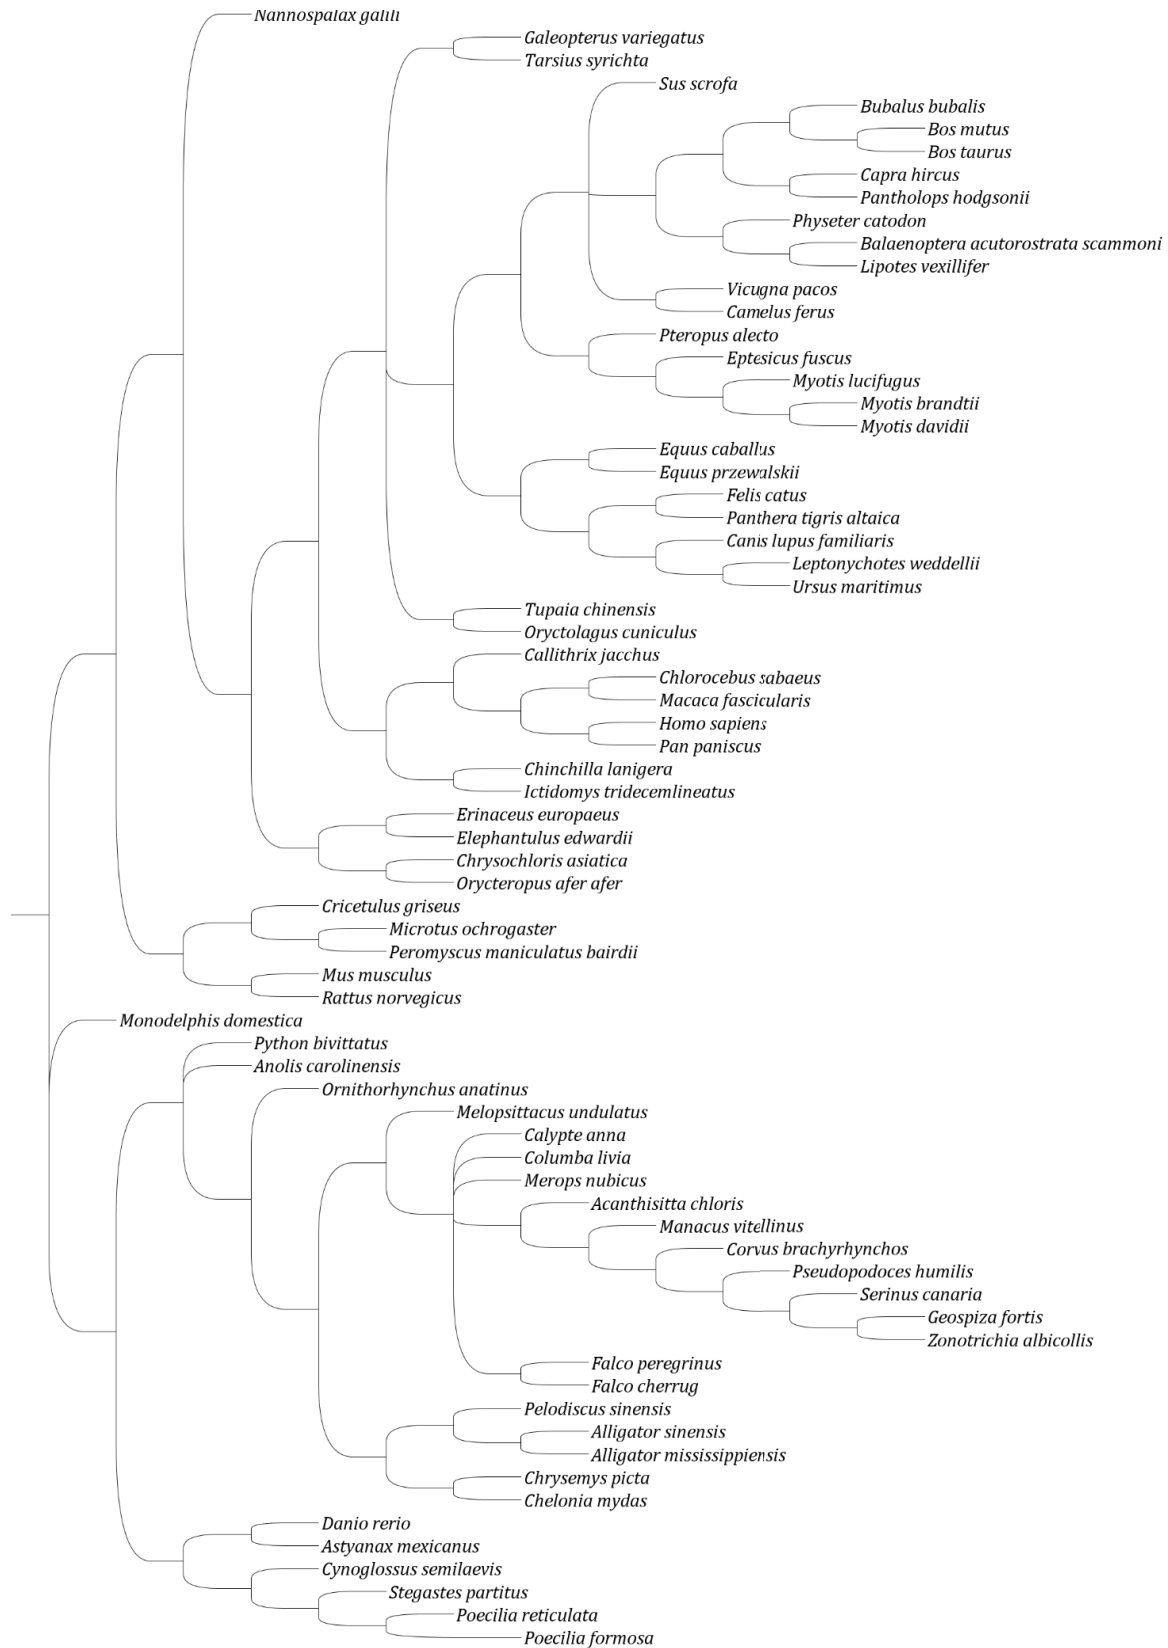 Nannospalax galili
Galeopterus variegatus
Tarsius syrichta
Sus scrofa
Bubalus bubalis
Bos mutus
Bos taurus
Capra hircus
Pantholops hodgsonii
Physeter catodon
Balaenoptera acutorostrata scammoni
Lipotes vexillifer
Vicugna pacos
Camelus ferus
Pteropus alecto
Eptesicus fuscus
Myotis lucifugus
Myotis brandtii
Myotis davidii
Equus caballus
Equus przewalskii
Felis catus
Panthera tigris altaica
Canis lupus familiaris
Leptonychotes weddellii
Ursus maritimus
Tupaia chinensis
Oryctolagus cuniculus
Callithrix jacchus
Chlorocebus sabaeus
Macaca fascicularis
Homo sapiens
Pan paniscus
Chinchilla lanigera
Ictidomys tridecemlineatus
Erinaceus europaeus
Elephantulus edwardii
Chrysochloris asiatica
Orycteropus afer afer
Cricetulus griseus
Microtus ochrogaster
Peromyscus maniculatus bairdii
Mus musculus
Rattus norvegicus
Monodelphis domestica
Python bivittatus
Anolis carolinensis
Ornithorhynchus anatinus
Melopsittacus undulatus
Calypte anna
Columba livia
Merops nubicus
Acanthisitta chloris
Manacus vitellinus
Corvus brachyrhynchos
Pseudopodoces humilis
Serinus canaria
Geospiza fortis
Zonotrichia albicollis
Falco peregrinus
Falco cherrug
Pelodiscus sinensis
Alligator sinensis
Alligator mississippiensis
Chrysemys picta
Chelonia mydas
Danio rerio
Astyanax mexicanus
Cynoglossus semilaevis
Stegastes partitus
Poecilia reticulata
Poecilia formosa